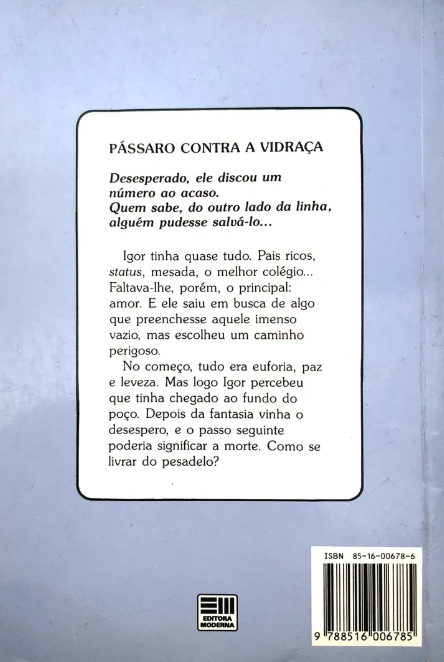 PÁSSARO CONTRA A VIDRAÇA
Desesperado, ele discou um
número ao acaso.
Quem sabe, do outro lado da linha,
alguém pudesse salvá-lo...
Igor tinha quase tudo. Pais ricos,
status, mesada, o melhor colégio...
Faltava-lhe, porém, o principal:
amor. E ele saiu em busca de algo
que preenchesse aquele imenso
vazio, mas escolheu um caminho
perigoso.
No começo, tudo era euforia, paz
e leveza. Mas logo Igor percebeu
que tinha chegado ao fundo do
poço. Depois da fantasia vinha o
desespero, e o passo seguinte
poderia significar a morte. Como se
livrar do pesadelo?
ISBN 85-16-00678-6
9 788516 006785
EDITORA
MODERNA